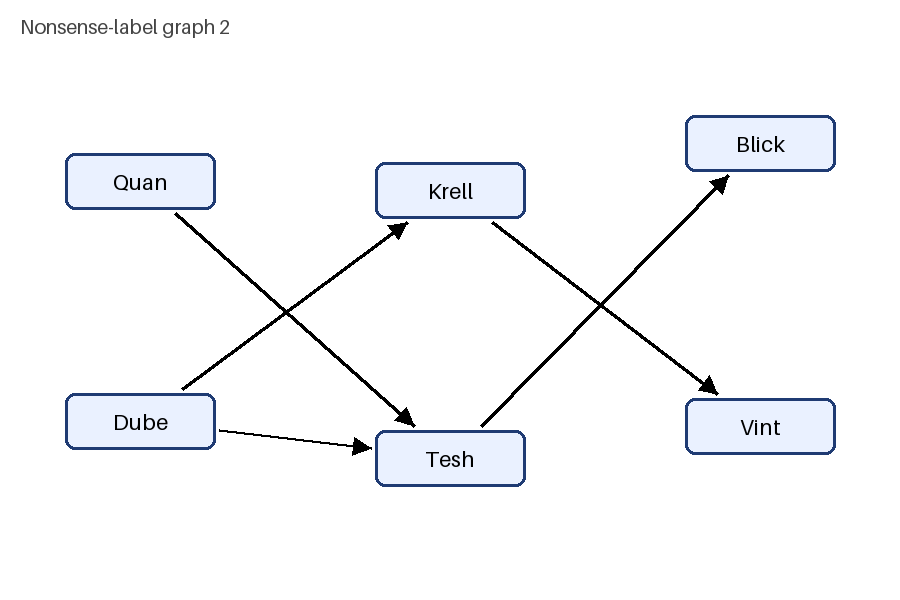 Nonsense-label graph 2
Quan
Krell
Blick
Dube
Tesh
Vint